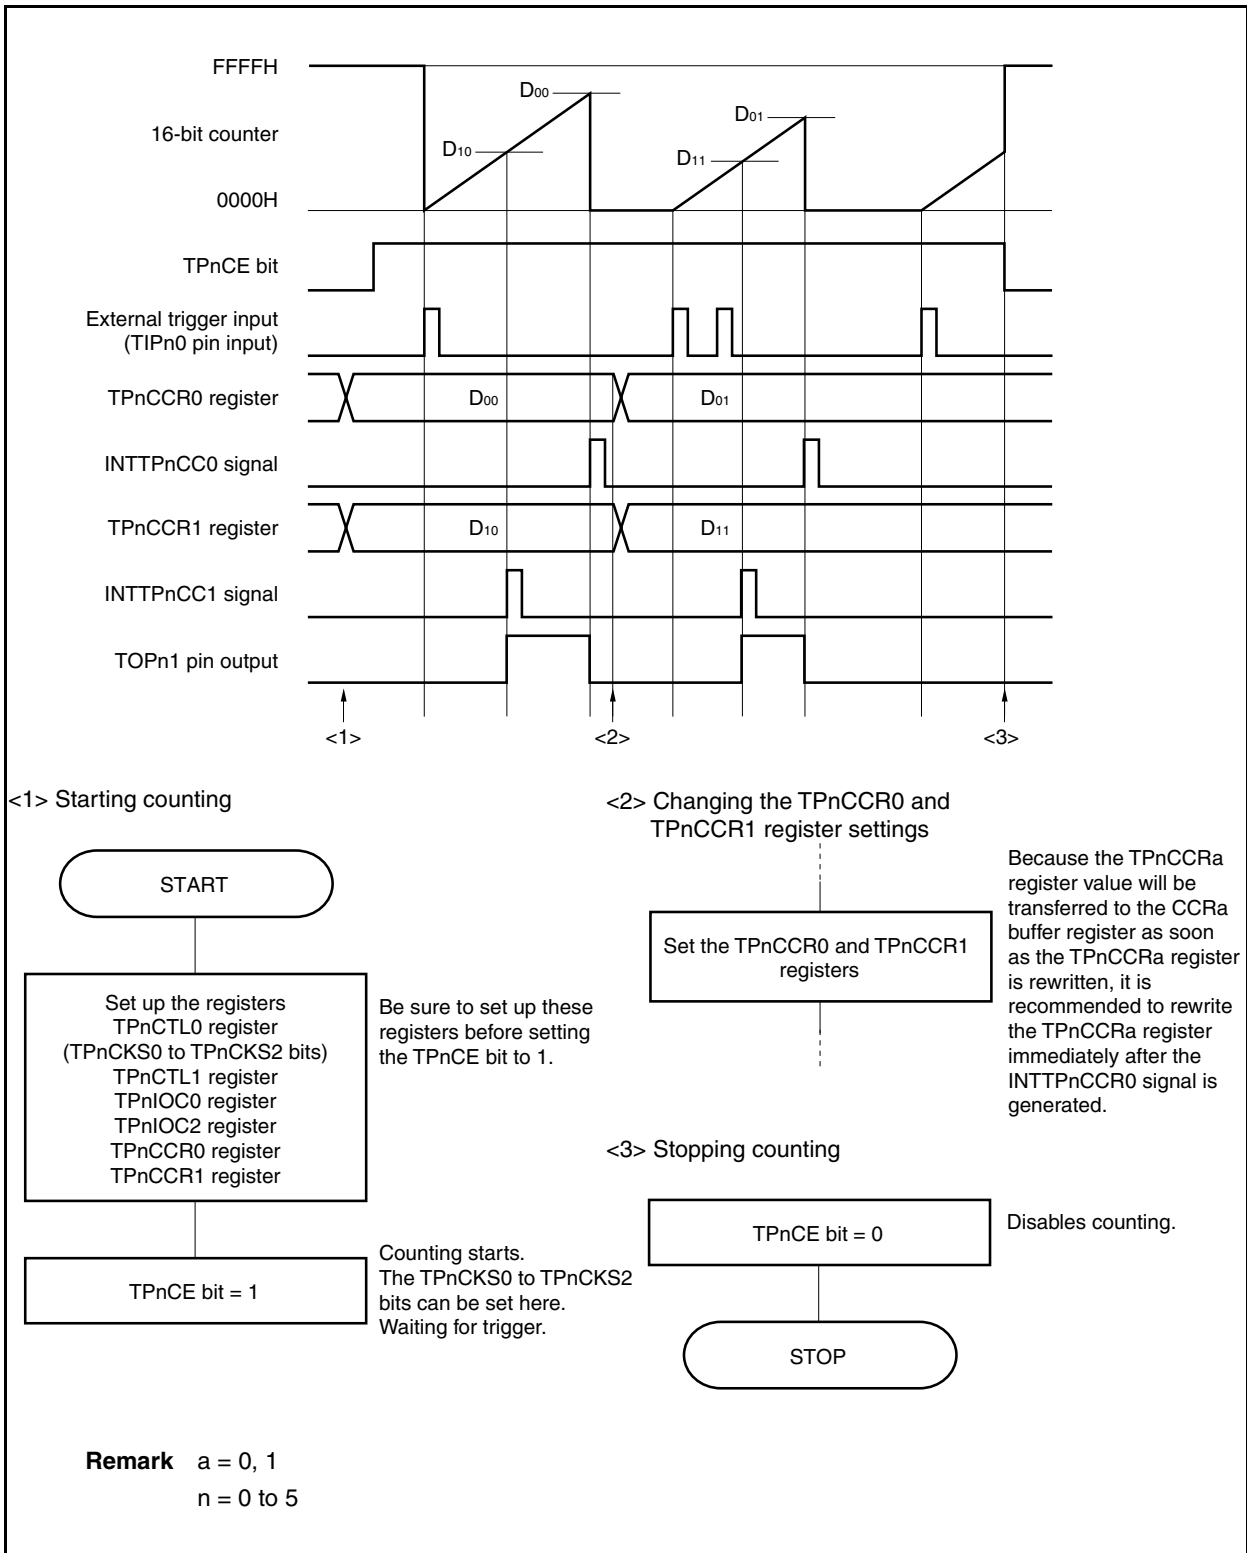 FFFFH
D00
D01
16-bit counter
D10
D11
0000H
TPnCE bit
External trigger input
(TIPn0 pin input)
TPnCCR0 register
D00
D01
INTTPnCC0 signal
TPnCCR1 register
D10
D11
INTTPnCC1 signal
TOPn1 pin output
<1>
<2>
<3>
<1> Starting counting
START
Set up the registers
TPnCTL0 register
(TPnCKS0 to TPnCKS2 bits)
TPnCTL1 register
TPnIOC0 register
TPnIOC2 register
TPnCCR0 register
TPnCCR1 register
Be sure to set up these
registers before setting
the TPnCE bit to 1.
TPnCE bit = 1
Counting starts.
The TPnCKS0 to TPnCKS2
bits can be set here.
Waiting for trigger.
<2> Changing the TPnCCR0 and
TPnCCR1 register settings
Set the TPnCCR0 and TPnCCR1
registers
Because the TPnCCRa
register value will be
transferred to the CCRa
buffer register as soon
as the TPnCCRa register
is rewritten, it is
recommended to rewrite
the TPnCCRa register
immediately after the
INTTPnCCR0 signal is
generated.
<3> Stopping counting
TPnCE bit = 0
Disables counting.
STOP
Remark a = 0, 1
n = 0 to 5